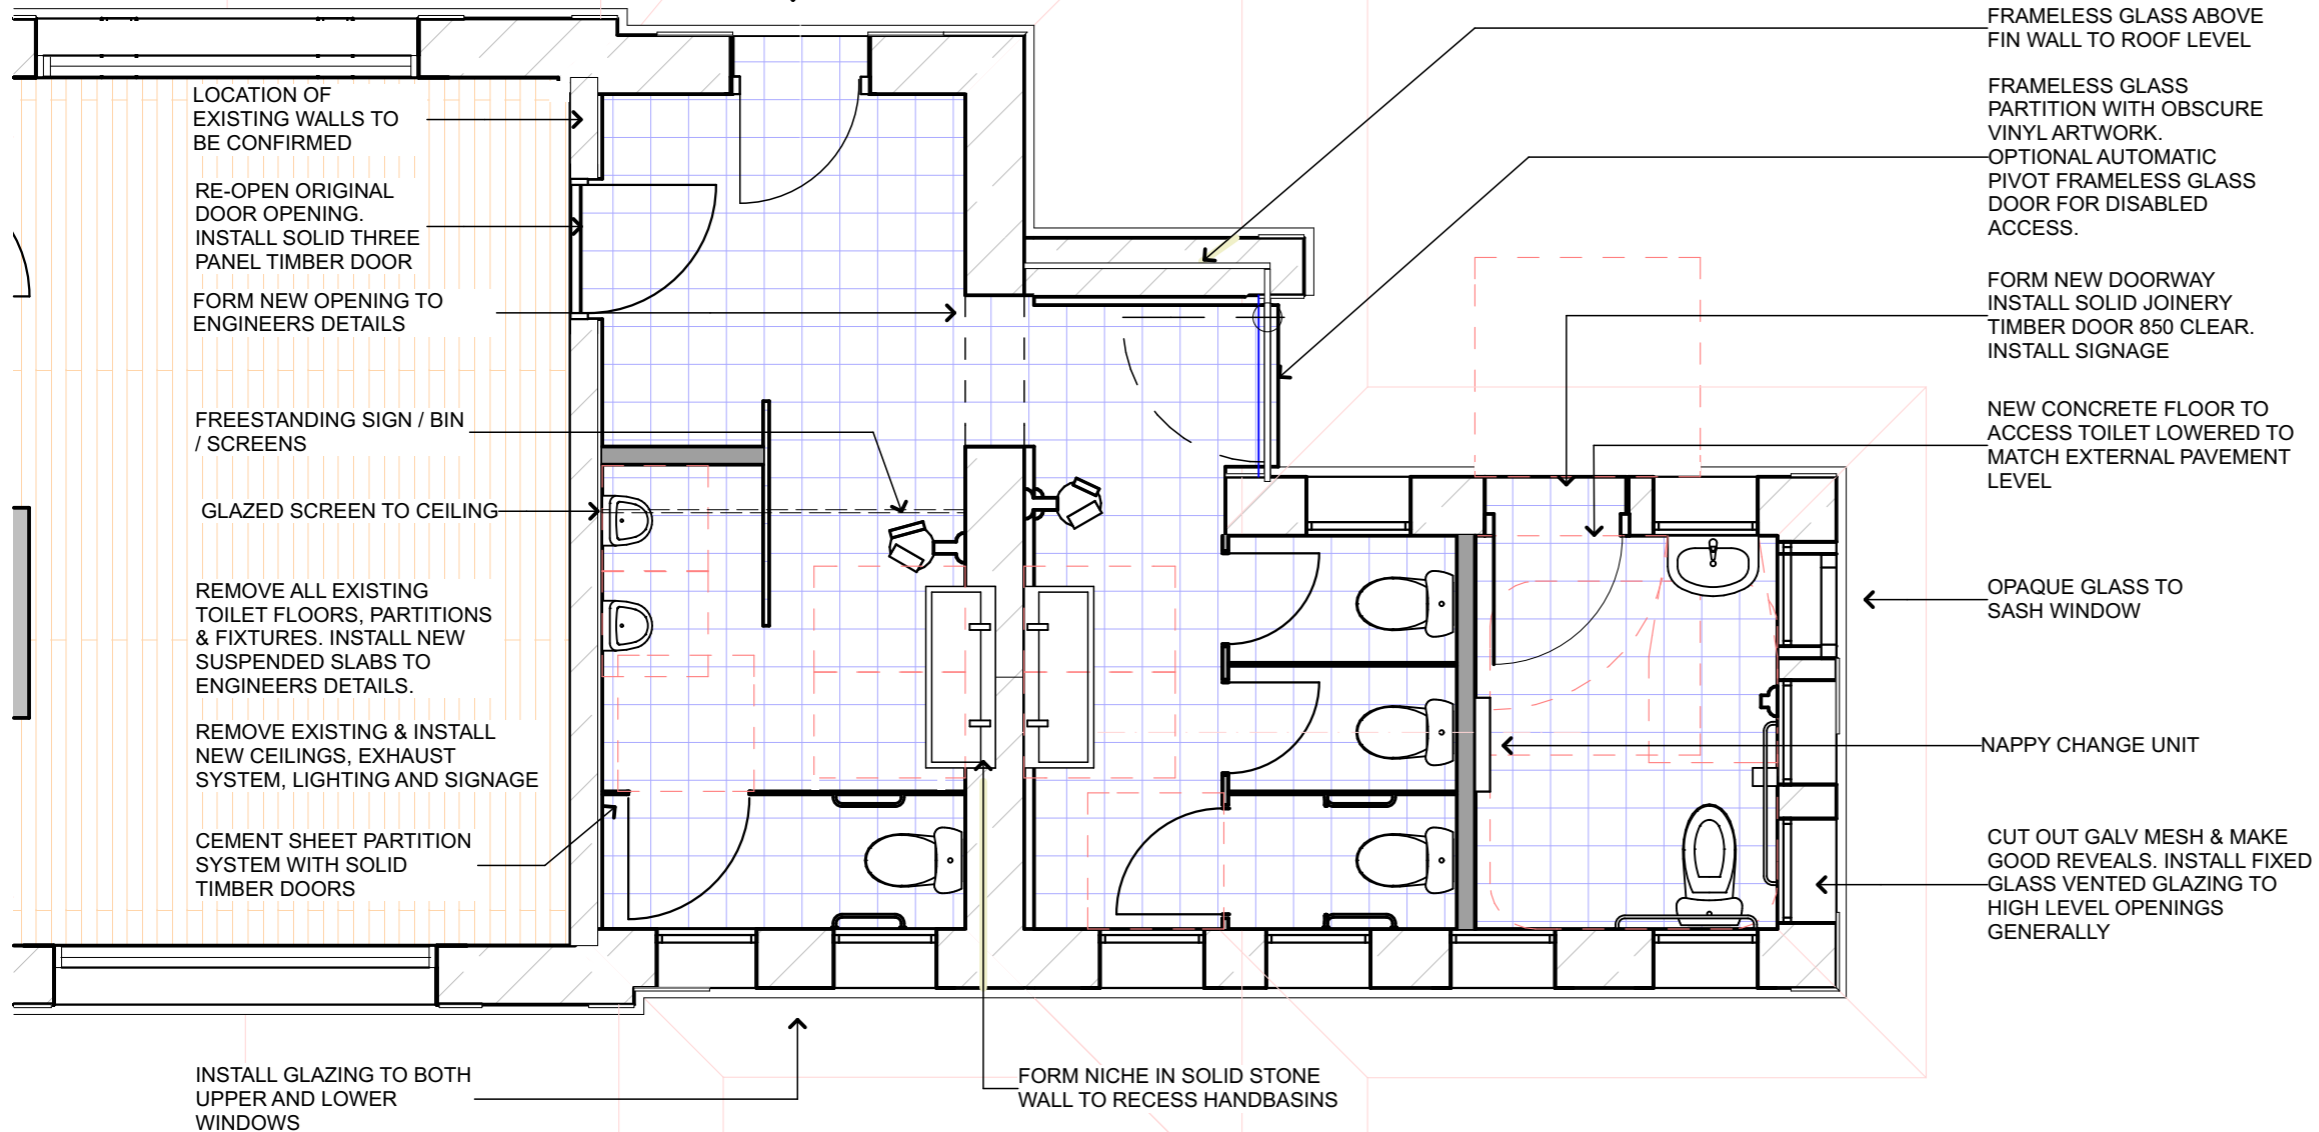 LOCATION OF
EXISTING WALLS TO
BE CONFIRMED
RE-OPEN ORIGINAL
DOOR OPENING.
INSTALL SOLID THREE
PANEL TIMBER DOOR
FORM NEW OPENING TO
ENGINEERS DETAILS
FREESTANDING SIGN / BIN
/ SCREENS
GLAZED SCREEN TO CEILING
REMOVE ALL EXISTING
TOILET FLOORS, PARTITIONS
& FIXTURES. INSTALL NEW
SUSPENDED SLABS TO
ENGINEERS DETAILS.
REMOVE EXISTING & INSTALL
NEW CEILINGS, EXHAUST
SYSTEM, LIGHTING AND SIGNAGE
CEMENT SHEET PARTITION
SYSTEM WITH SOLID
TIMBER DOORS
INSTALL GLAZING TO BOTH
UPPER AND LOWER
WINDOWS
FORM NICHE IN SOLID STONE
WALL TO RECESS HANDBASINS
FRAMELESS GLASS ABOVE
FIN WALL TO ROOF LEVEL
FRAMELESS GLASS
PARTITION WITH OBSCURE
VINYL ARTWORK.
OPTIONAL AUTOMATIC
PIVOT FRAMELESS GLASS
DOOR FOR DISABLED
ACCESS.
FORM NEW DOORWAY
INSTALL SOLID JOINERY
TIMBER DOOR 850 CLEAR.
INSTALL SIGNAGE
NEW CONCRETE FLOOR TO
ACCESS TOILET LOWERED TO
MATCH EXTERNAL PAVEMENT
LEVEL
OPAQUE GLASS TO
SASH WINDOW
NAPPY CHANGE UNIT
CUT OUT GALV MESH & MAKE
GOOD REVEALS. INSTALL FIXED
GLASS VENTED GLAZING TO
HIGH LEVEL OPENINGS
GENERALLY